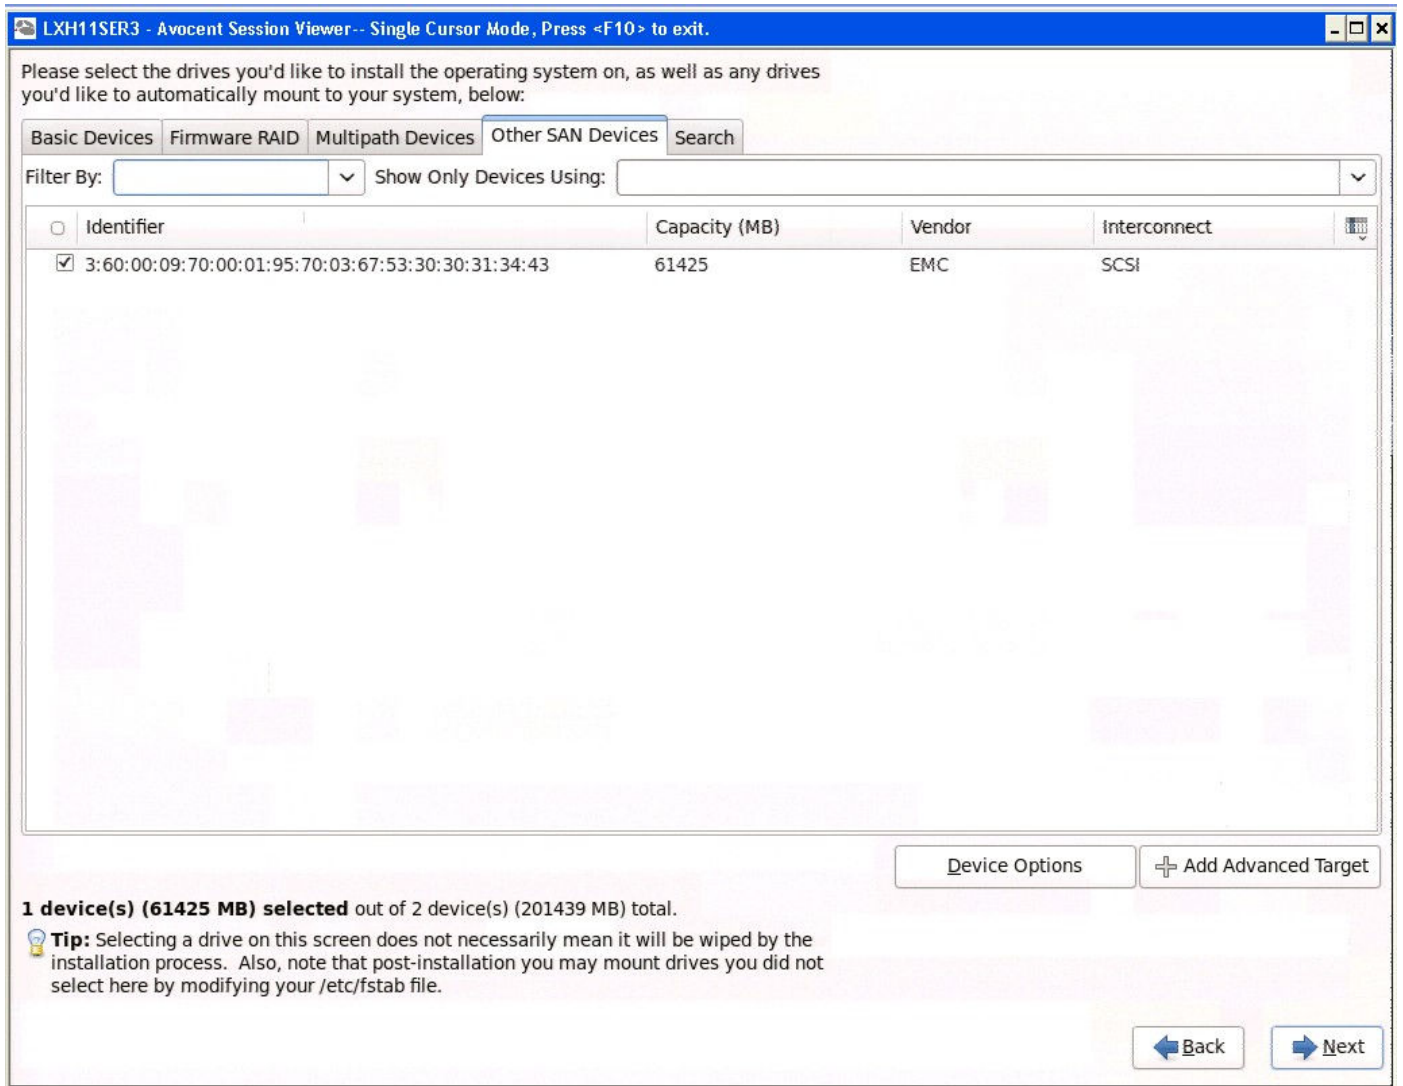 LXH11SER3 - Avocent Session Viewer-- Single Cursor Mode, Press <F10> to exit.
Please select the drives you'd like to install the operating system on, as well as any drives
you'd like to automatically mount to your system, below:
Basic Devices Firmware RAID Multipath Devices Other SAN Devices Search
Filter By: Show Only Devices Using:
Identifier Capacity (MB) Vendor Interconnect
3:60:00:09:70:00:01:95:70:03:67:53:30:30:31:34:43 61425 EMC SCSI
Device Options Add Advanced Target
1 device(s) (61425 MB) selected out of 2 device(s) (201439 MB) total.
Tip: Selecting a drive on this screen does not necessarily mean it will be wiped by the
installation process. Also, note that post-installation you may mount drives you did not
select here by modifying your /etc/fstab file.
Back Next